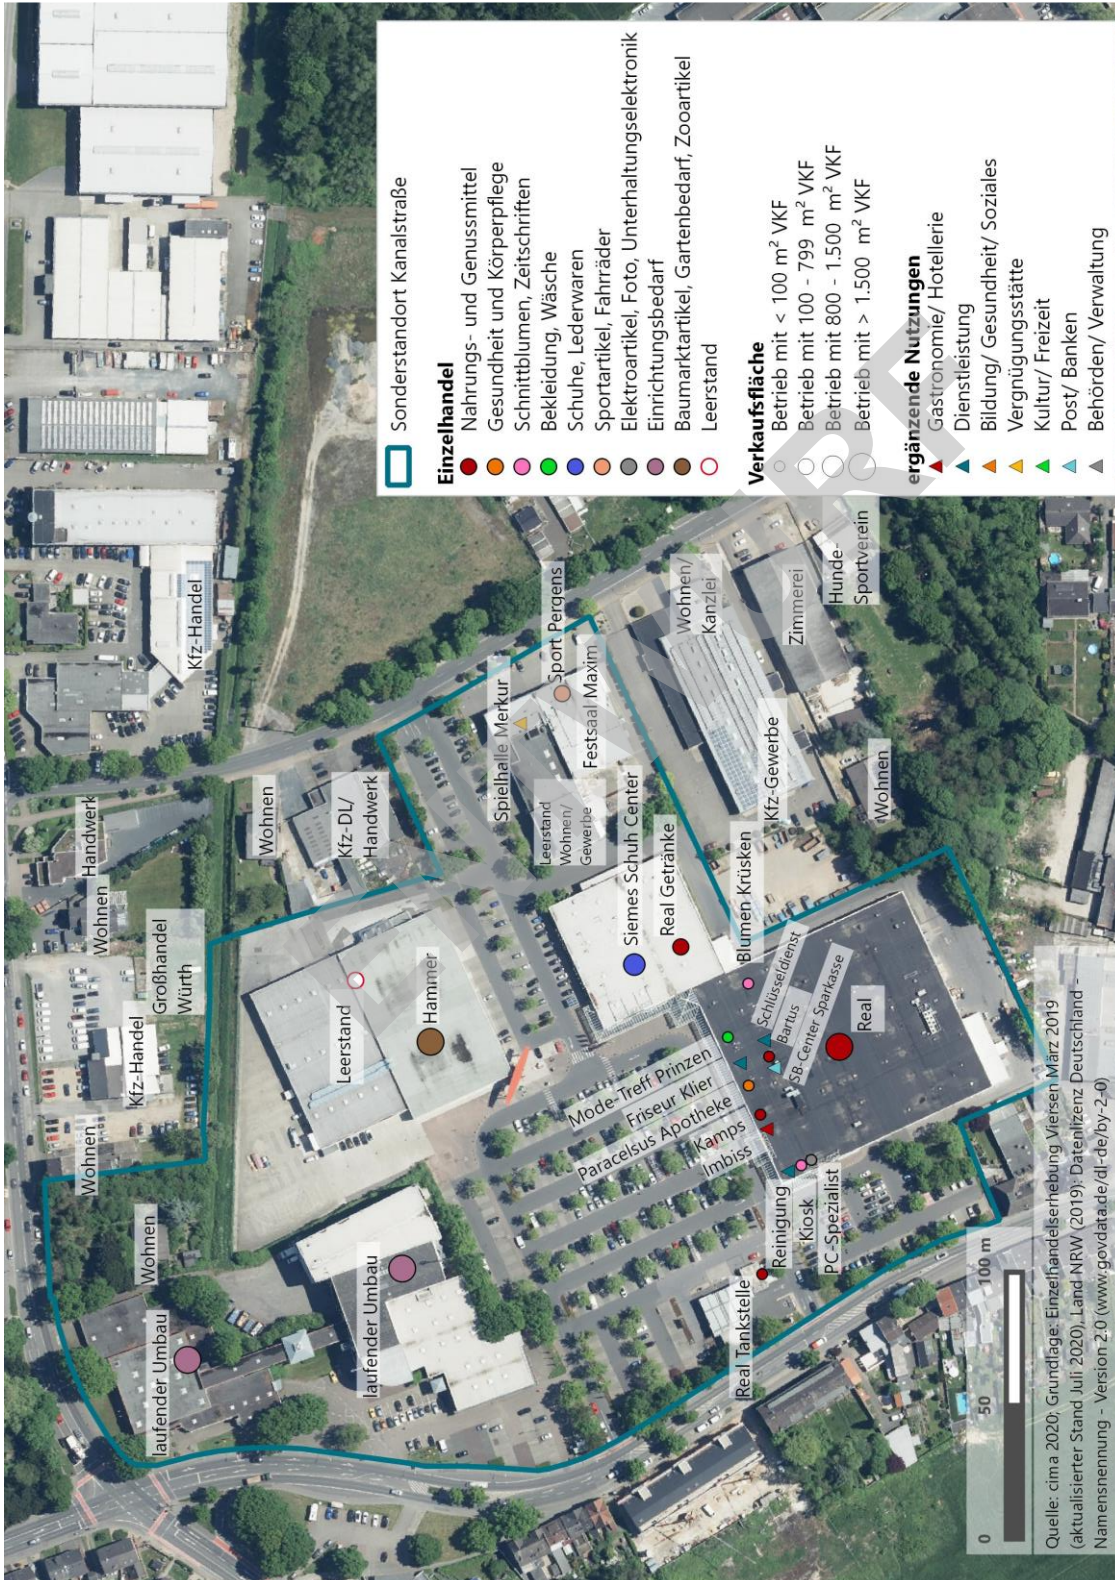 Sonderstandort Kanalstraße
Einzelhandel
Nahrungs- und Genussmittel
Gesundheit und Körperpflege
Schnittblumen, Zeitschriften
Bekleidung, Wäsche
Schuhe, Lederwaren
Sportartikel, Fahrräder
Elektroartikel, Foto, Unterhaltungselektronik
Einrichtungsbedarf
Baumarktartikel, Gartenbedarf, Zooartikel
Leerstand
Verkaufsfläche
Betrieb mit < 100 m² VKF
Betrieb mit 100 - 799 m² VKF
Betrieb mit 800 - 1.500 m² VKF
Betrieb mit > 1.500 m² VKF
ergänzende Nutzungen
Gastronomie/ Hotellerie
Dienstleistung
Bildung/ Gesundheit/ Soziales
Vergnügungsstätte
Kultur/ Freizeit
Post/ Banken
Behörden/ Verwaltung
laufender Umbau
Wohnen
Wohnen
Kfz-Handel
Großhandel
Würth
Wohnen
Handwerk
Kfz-Handel
Wohnen
Kfz-DL/
Handwerk
Leerstand
Hammer
laufender Umbau
Spielhalle Merkur
Sport Pergens
Festsaal Maxim
Leerstand
Wohnen/
Gewerbe
Siemes Schuh Center
Real Getränke
Wohnen/
Kanzlei
Zimmerei
Hunde-
Sportverein
Kfz-Gewerbe
Wohnen
Blumen Krüsken
Schlüsseldienst
Bartus
SB-Center Sparkasse
Real
Mode-Treff Prinzen
Friseur Klier
Paracelsus Apotheke
Kamps
Imbiss
Reinigung
Kiosk
PC-Spezialist
Real Tankstelle
0 50 100 m
Quelle: cima 2020; Grundlage: Einzelhandelserhebung Viersen März 2019
(aktualisierter Stand Juli 2020), Land NRW (2019): Datenlizenz Deutschland -
Namensnennung - Version 2.0 (www.govdata.de/dl-de/by-2-0)
ENTWURF